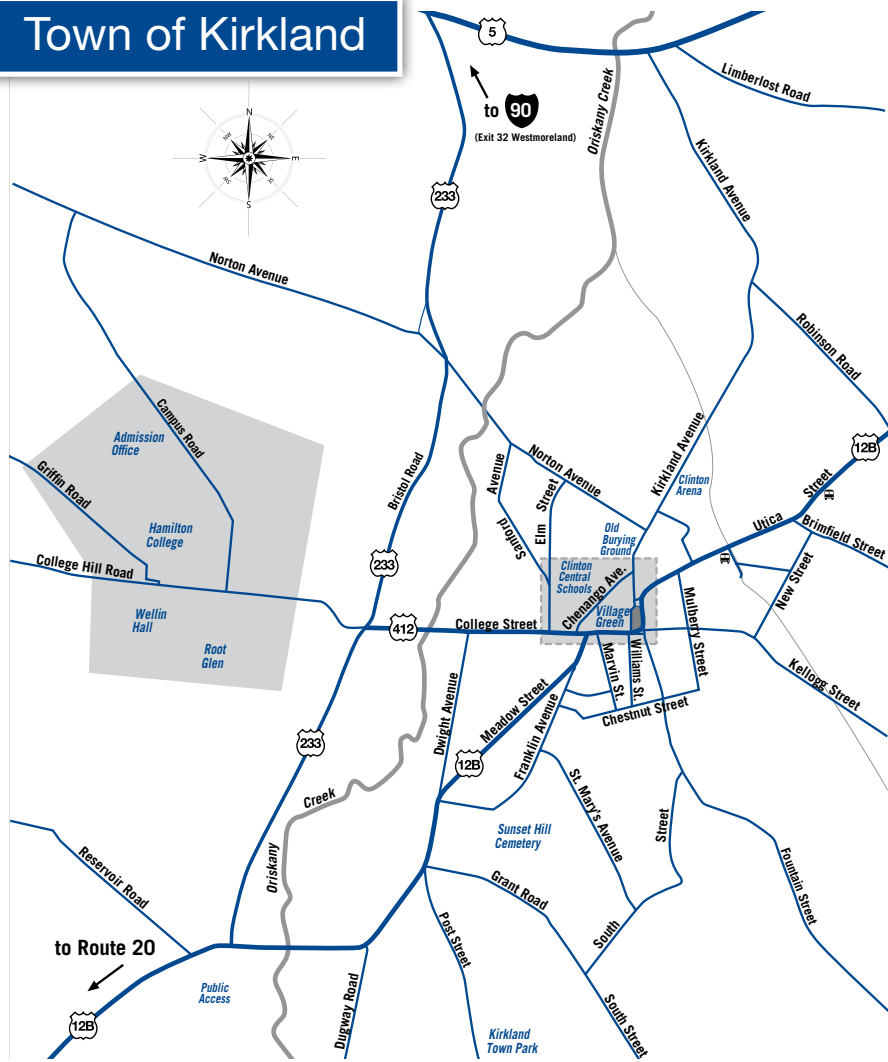 Town of Kirkland
5
to 90
(Exit 32 Westmoreland)
Oriskany Creek
Limberlost Road
Kirkland Avenue
N
NE
E
SE
S
SW
W
NW
233
Norton Avenue
Robinson Road
12B
Campus Road
Admission
Office
Griffin Road
Hamilton
College
College Hill Road
Wellin
Hall
Root
Glen
Bristol Road
233
412
College Street
Sanford Avenue
Elm Street
Norton Avenue
Kirkland Avenue
Clinton
Arena
Old
Burying
Ground
Clinton
Central
Schools
Chenango Ave.
Village
Green
Utica Street
Brimfield Street
New Street
Mulberry Street
Williams St.
Marvin St.
Chestnut Street
Kellogg Street
Dwight Avenue
Meadow Street
12B
Franklin Avenue
233
Oriskany Creek
St. Mary's Avenue
Sunset Hill
Cemetery
South Street
Fountain Street
Reservoir Road
Grant Road
Post Street
South Street
to Route 20
12B
Public
Access
Dugway Road
Kirkland
Town Park